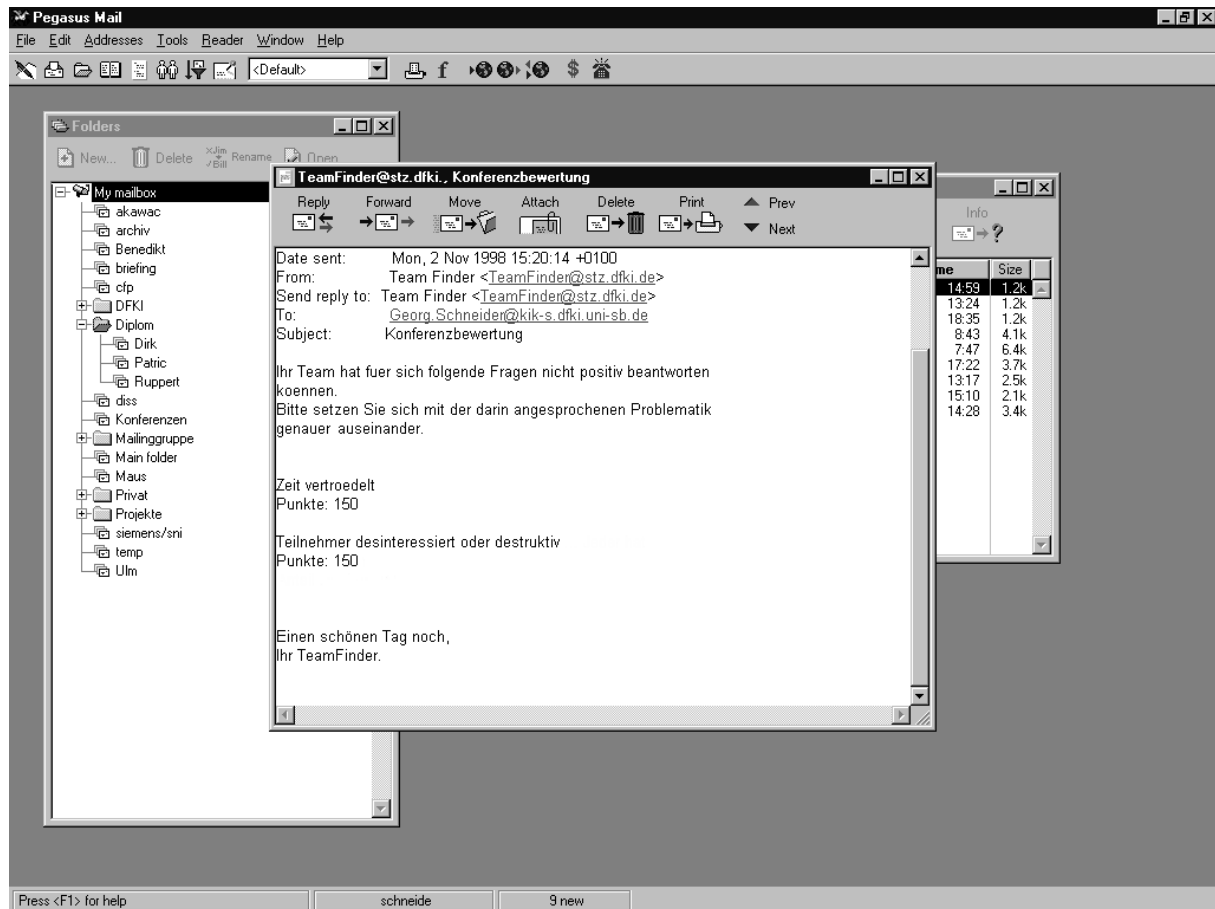 Pegasus Mail
File Edit Addresses Tools Reader Window Help
<Default>
Folders
New... Delete Rename Open
My mailbox
akawac
archiv
Benedikt
briefing
cfp
DFKI
Diplom
Dirk
Patric
Ruppert
diss
Konferenzen
Mailinggruppe
Main folder
Maus
Privat
Projekte
siemens/sni
temp
Ulm
TeamFinder@stz.dfki., Konferenzbewertung
Reply Forward Move Attach Delete Print Prev
Next
Date sent: Mon, 2 Nov 1998 15:20:14 +0100
From: Team Finder <TeamFinder@stz.dfki.de>
Send reply to: Team Finder <TeamFinder@stz.dfki.de>
To: Georg.Schneider@kik-s.dfki.uni-sb.de
Subject: Konferenzbewertung
Ihr Team hat fuer sich folgende Fragen nicht positiv beantworten
koennen.
Bitte setzen Sie sich mit der darin angesprochenen Problematik
genauer auseinander.
Zeit vertroedelt
Punkte: 150
Teilnehmer desinteressiert oder destruktiv
Punkte: 150
Einen schönen Tag noch,
Ihr TeamFinder.
Info
me Size
14:59 1.2k
13:24 1.2k
18:35 1.2k
8:43 4.1k
7:47 6.4k
17:22 3.7k
13:17 2.5k
15:10 2.1k
14:28 3.4k
Press <F1> for help schneide 9 new